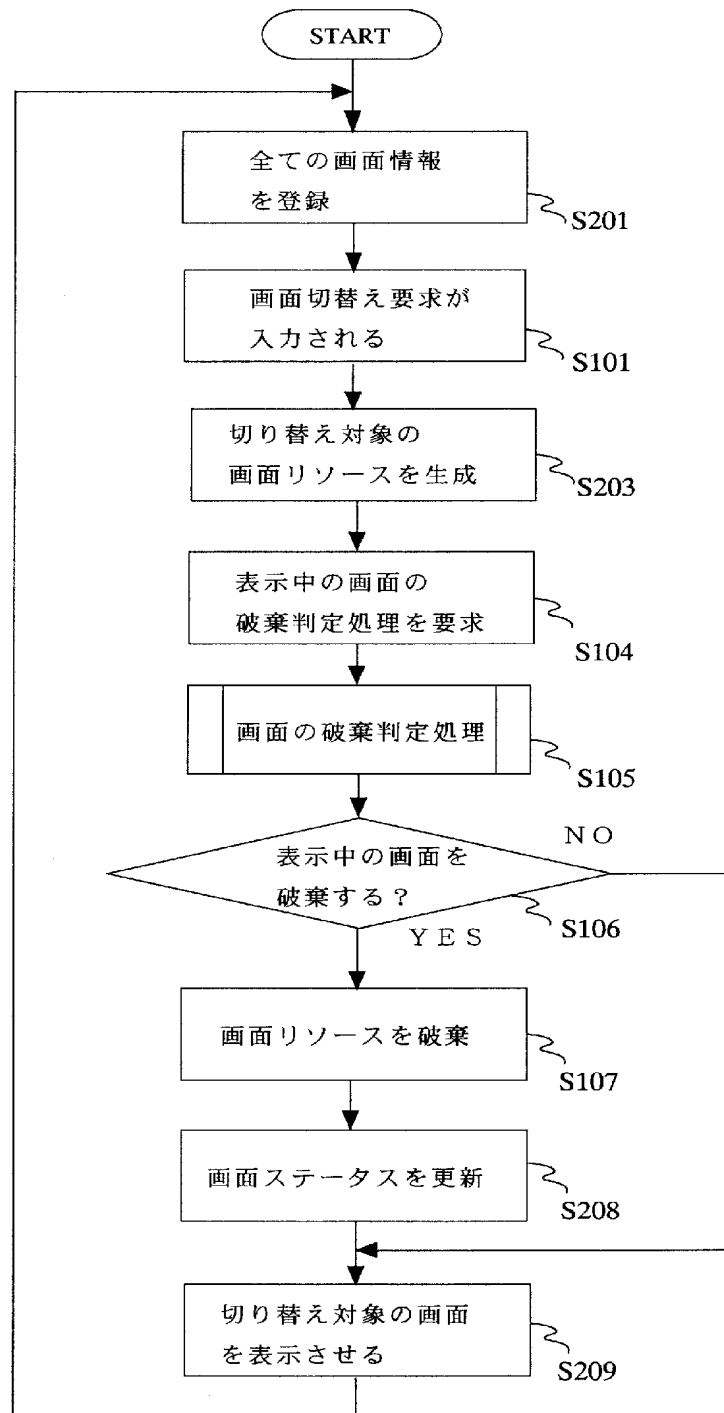 START
全ての画面情報
を登録
S201
画面切替え要求が
入力される
S101
切り替え対象の
画面リソースを生成
S203
表示中の画面の
破棄判定処理を要求
S104
画面の破棄判定処理
S105
表示中の画面を
破棄する?
NO
S106
YES
画面リソースを破棄
S107
画面ステータスを更新
S208
切り替え対象の画面
を表示させる
S209